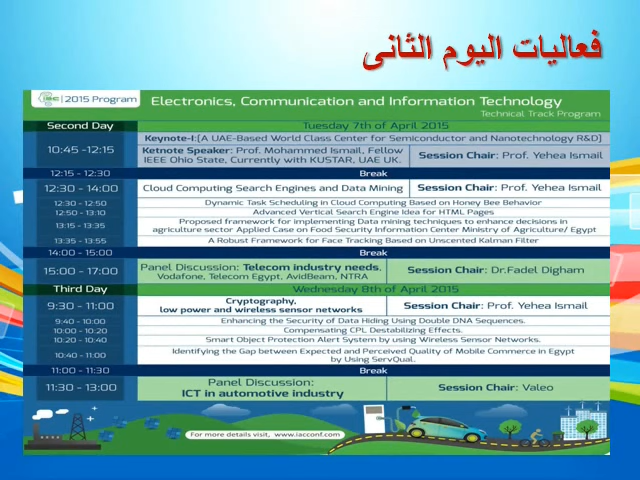 فعاليات اليوم الثانى
2015 Program
Electronics, Communication and Information Technology
Technical Track Program
Second Day
Tuesday 7th of April 2015
10:45 -12:15
Keynote-I:[A UAE-Based World Class Center for Semiconductor and Nanotechnology R&D]
Ketnote Speaker: Prof. Mohammed Ismail, Fellow
IEEE Ohio State, Currently with KUSTAR, UAE UK.
Session Chair: Prof. Yehea Ismail
12:15 -12:30
Break
12:30 - 14:00
Cloud Computing Search Engines and Data Mining
Session Chair: Prof. Yehea Ismail
12:30 -12:50
Dynamic Task Scheduling in Cloud Computing Based on Honey Bee Behavior
12:50 -13:10
Advanced Vertical Search Engine Idea for HTML Pages
13:15 -13:35
Proposed framework for implementing Data mining techniques to enhance decisions in
agriculture sector Applied Case on Food Security Information Center Ministry of Agriculture/ Egypt
13:35 -13:55
A Robust Framework for Face Tracking Based on Unscented Kalman Filter
14:00 - 15:00
Break
15:00 - 17:00
Panel Discussion: Telecom industry needs,
Vodafone, Telecom Egypt, AvidBeam, NTRA
Session Chair: Dr.Fadel Digham
Third Day
Wednesday 8th of April 2015
9:30 - 11:00
Cryptography,
low power and wireless sensor networks
Session Chair: Prof. Yehea Ismail
9:40 - 10:00
Enhancing the Security of Data Hiding Using Double DNA Sequences.
10:00 - 10:20
Compensating CPL Destabilizing Effects.
10:20 - 10:40
Smart Object Protection Alert System by using Wireless Sensor Networks.
10:40 - 11:00
Identifying the Gap between Expected and Perceived Quality of Mobile Commerce in Egypt
by Using ServQual.
11:00 - 11:30
Break
11:30 - 13:00
Panel Discussion:
ICT in automotive industry
Session Chair: Valeo
For more details visit, www.iacconf.com